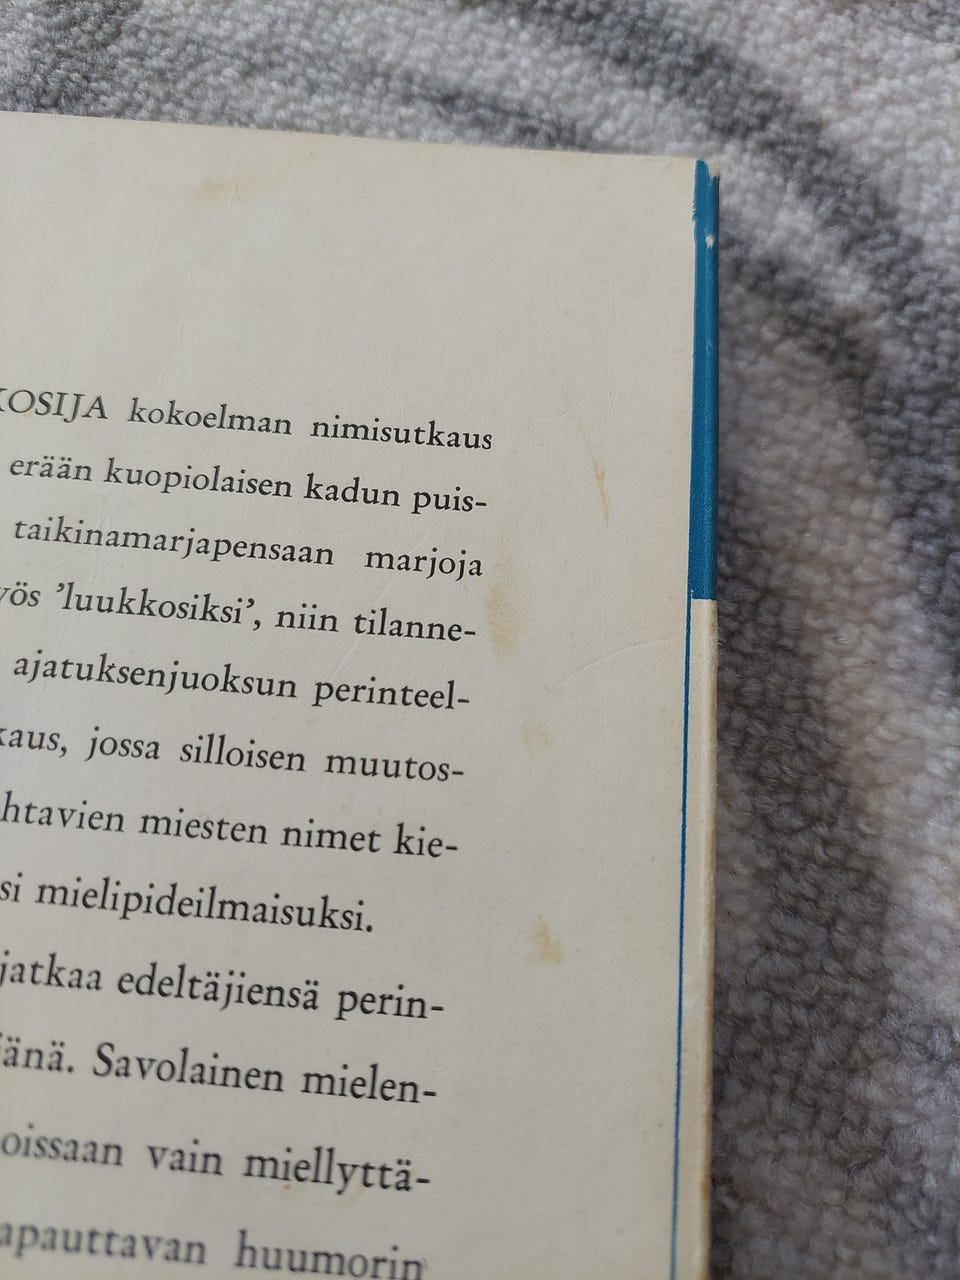 KOSIJA kokoelman nimisutkaus
erään kuopiolaisen kadun puis-
taikinamarjapensaan marjoja
yös 'luukkosiksi', niin tilanne-
ajatuksenjuoksun perinteel-
kaus, jossa silloisen muutos-
htavien miesten nimet kie-
si mielipideilmaisuksi.
jatkaa edeltäjiensä perin-
jänä. Savolainen mielen-
oissaan vain miellyttä-
apauttavan huumorin